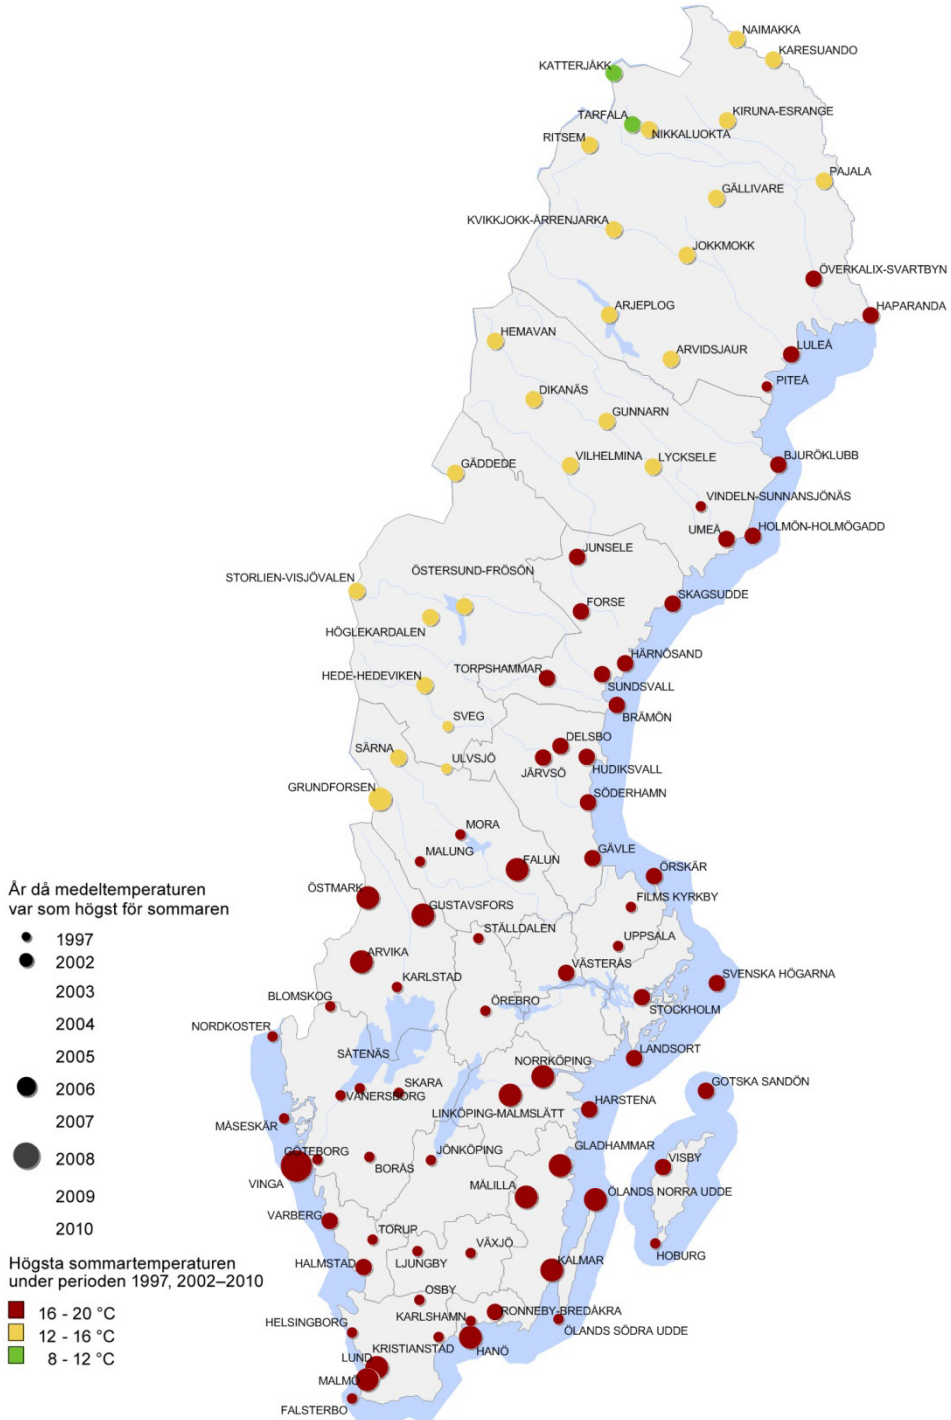 NAIMAKKA
KARESUANDO
KATTERJÅKK
TARFALA
KIRUNA-ESRANGE
NIKKALUOKTA
RITSEM
PAJALA
GÄLLIVARE
KVIKKJOKK-ÅRRENJARKA
JOKKMOKK
ÖVERKALIX-SVARTBYN
ARJEPLOG
HAPARANDA
HEMAVAN
ARVIDSJAUR
LULEÅ
PITEÅ
DIKANÄS
GUNNARN
GÄDDEDE
VILHELMINA
LYCKSELE
BJURÖKLUBB
VINDELN-SUNNANSJÖNÄS
UMEÅ
HOLMÖN-HOLMÖGADD
JUNSELE
STORLIEN-VISJÖVALEN
ÖSTERSUND-FRÖSÖN
SKAGSUDDE
FORSE
HÖGLEKARDALEN
HÄRNÖSAND
HEDE-HEDEVIKEN
TORPSHAMMAR
SUNDSVALL
BRÄMÖN
SVEG
SÄRNA
ULVSJÖ
DELSBO
JÄRVSÖ
HUDIKSVALL
GRUNDFORSEN
SÖDERHAMN
MORA
MALUNG
FALUN
GÄVLE
ÖRSKÄR
År då medeltemperaturen
var som högst för sommaren
ÖSTMARK
GUSTAVSFORS
FILMS KYRKBY
1997
2002
2003
2004
2005
2006
2007
2008
2009
2010
STÄLLDALEN
UPPSALA
ARVIKA
KARLSTAD
VÄSTERÅS
SVENSKA HÖGARNA
BLOMSKOG
ÖREBRO
STOCKHOLM
NORDKOSTER
SÅTENÄS
SKARA
NORRKÖPING
LANDSORT
VÄNERSBORG
LINKÖPING-MALMSLÄTT
HARSTENA
GOTSKA SANDÖN
MÅSESKÄR
GÖTEBORG
BORÅS
JÖNKÖPING
GLADHAMMAR
VISBY
VINGA
MÅLILLA
ÖLANDS NORRA UDDE
VARBERG
TORUP
LJUNGBY
VÄXJÖ
HOBURG
HALMSTAD
KALMAR
Högsta sommartemperaturen
under perioden 1997, 2002–2010
16 - 20 °C
12 - 16 °C
8 - 12 °C
OSBY
HELSINGBORG
KARLSHAMN
RONNEBY-BREDÅKRA
ÖLANDS SÖDRA UDDE
KRISTIANSTAD
HANÖ
LUND
MALMÖ
FALSTERBO